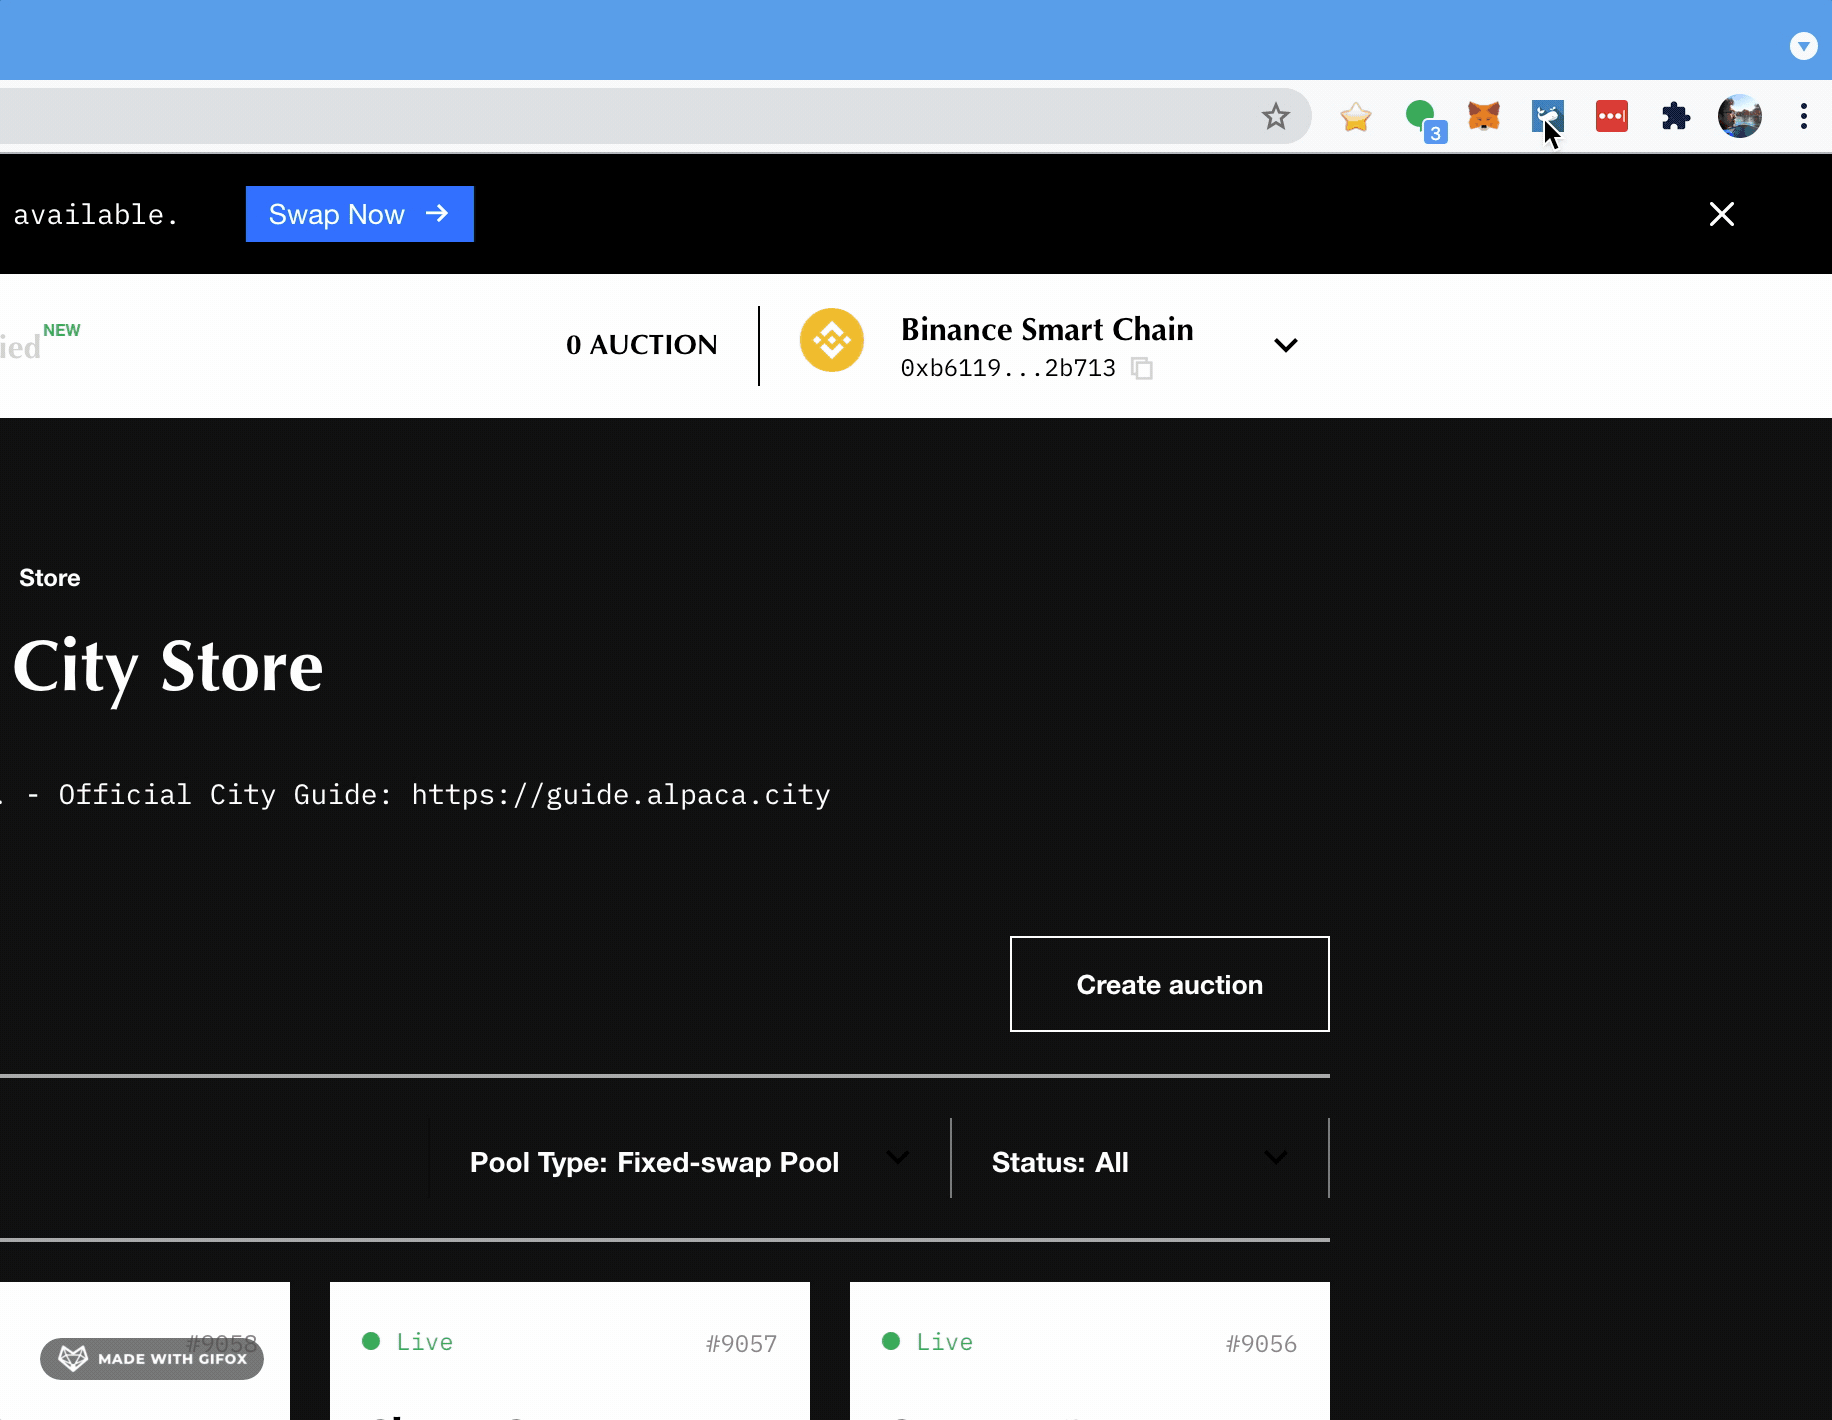 3
available.
Swap Now
ied NEW
0 AUCTION
Binance Smart Chain
0xb6119...2b713
Store
City Store
. - Official City Guide: https://guide.alpaca.city
Create auction
Pool Type: Fixed-swap Pool
Status: All
#9058
MADE WITH GIFOX
Live
#9057
Live
#9056